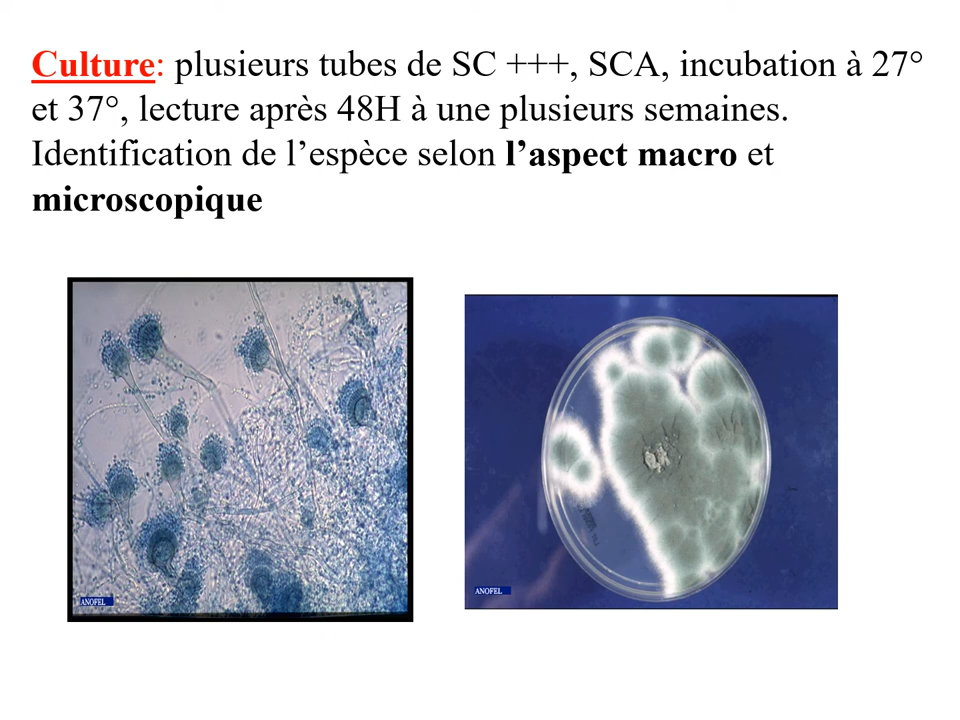 Culture: plusieurs tubes de SC +++, SCA, incubation à 27°
et 37°, lecture après 48H à une plusieurs semaines.
Identification de l’espèce selon l’aspect macro et
microscopique
ANOFEL
ANOFEL